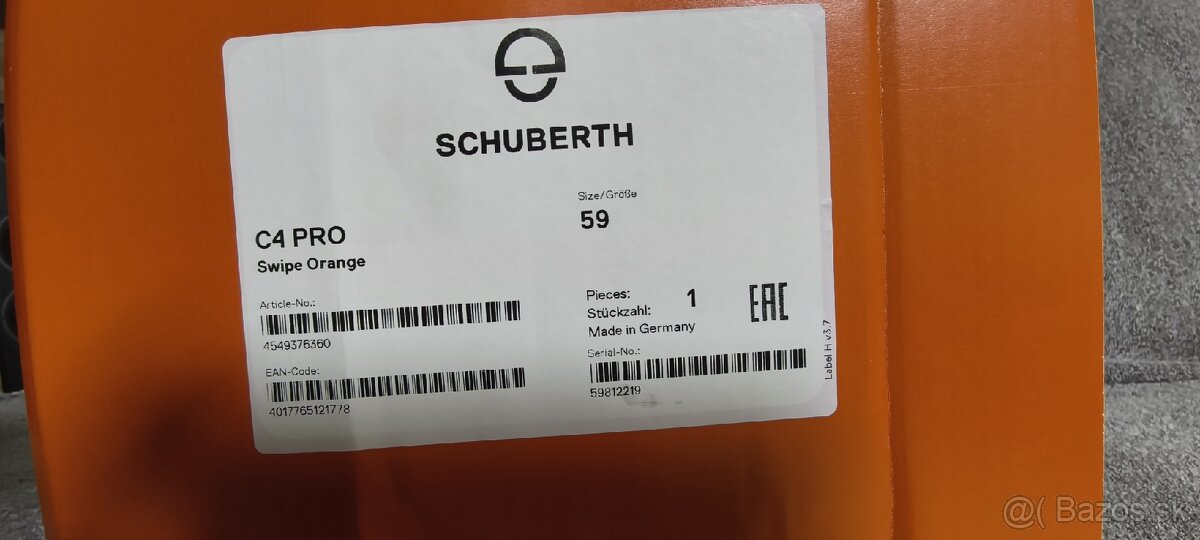 SCHUBERTH
Size/Größe
59
C4 PRO
Swipe Orange
Article-No.:
4549376360
EAN-Code:
4017765121778
Pieces:
Stückzahl:
1
Made in Germany
EAC
Serial-No.:
59812219
Label H v3.7
@( Bazos.sk